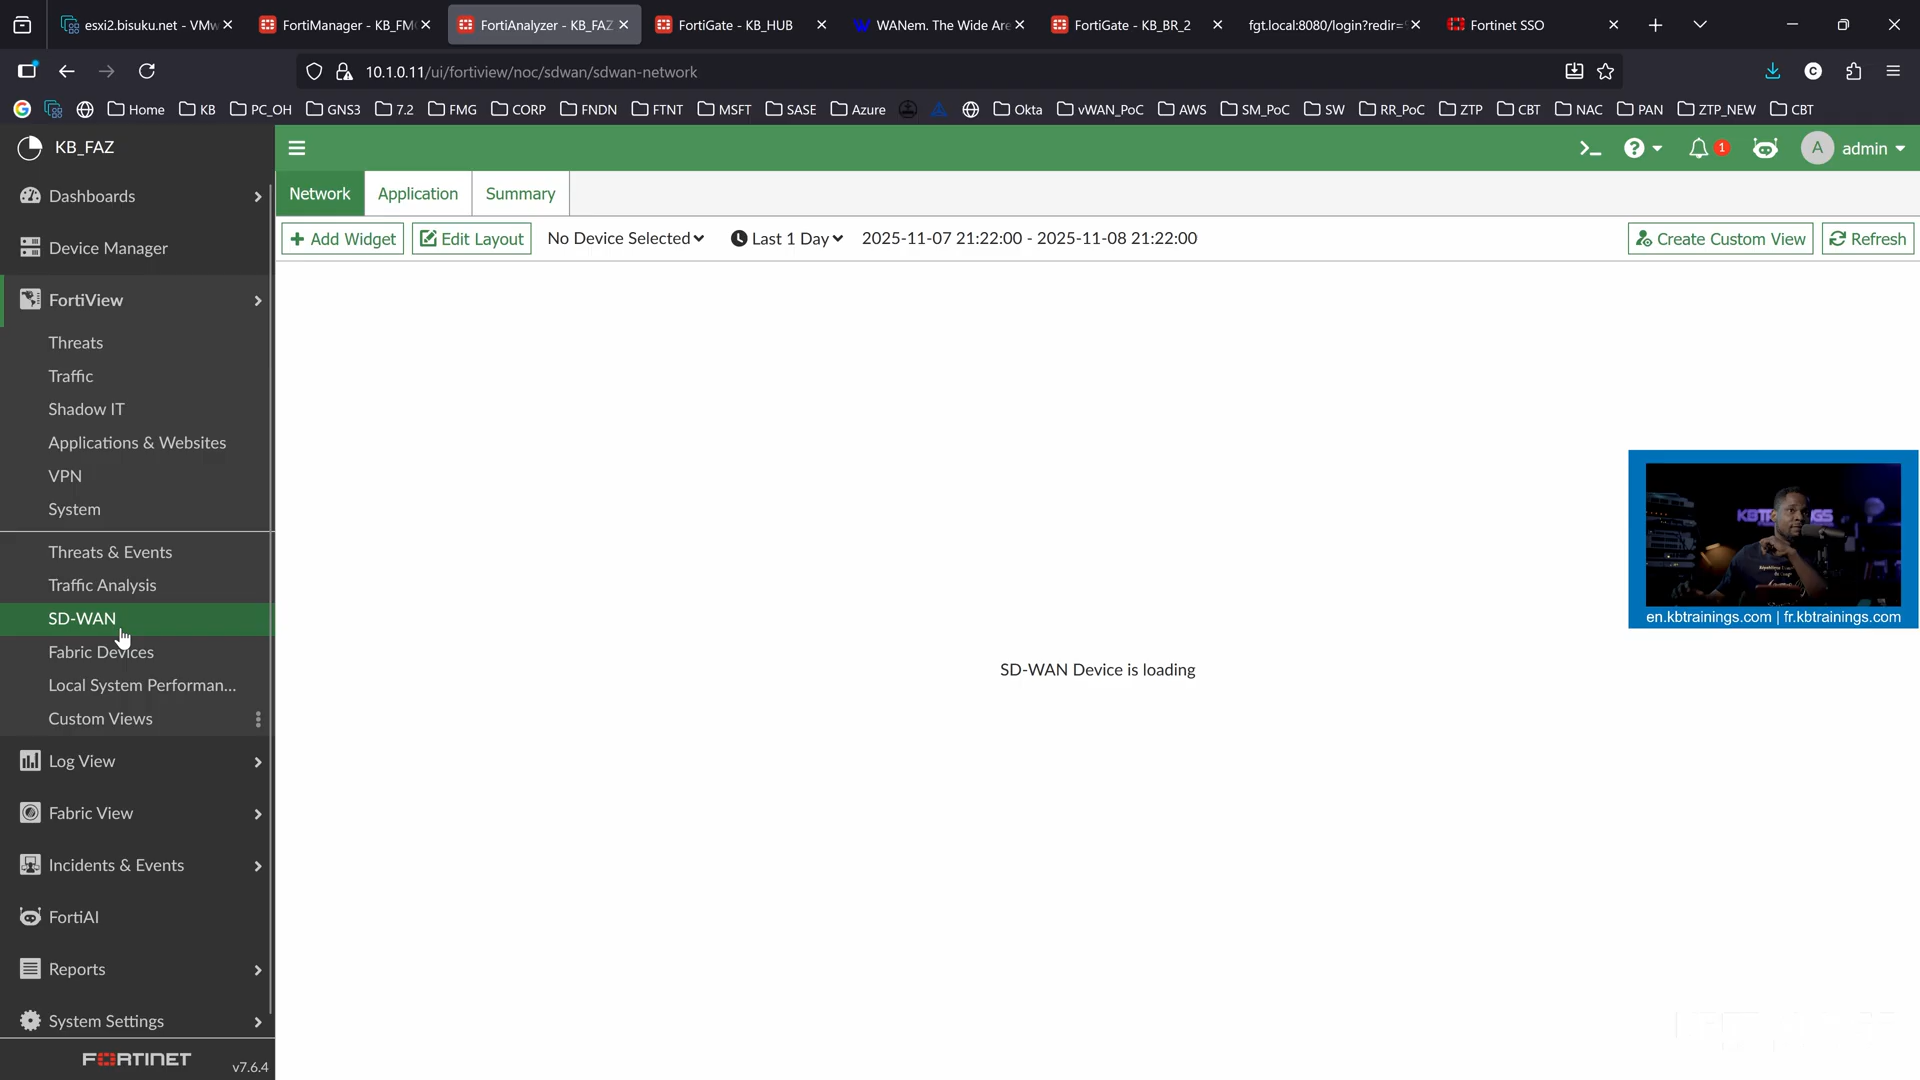 esxi2.bisuku.net - VMw
FortiManager - KB_FM
FortiAnalyzer - KB_FAZ
FortiGate - KB_HUB
WANem. The Wide Are
FortiGate - KB_BR_2
fgt.local:8080/login?redir=
Fortinet SSO
10.1.0.11/ui/fortiview/noc/sdwan/sdwan-network
Home
KB
PC_OH
GNS3
7.2
FMG
CORP
FNDN
FTNT
MSFT
SASE
Azure
Okta
vWAN_PoC
AWS
SM_PoC
SW
RR_PoC
ZTP
CBT
NAC
PAN
ZTP_NEW
CBT
KB_FAZ
1
A
admin
Dashboards
Device Manager
FortiView
Threats
Traffic
Shadow IT
Applications & Websites
VPN
System
Threats & Events
Traffic Analysis
SD-WAN
Fabric Devices
Local System Performan...
Custom Views
Log View
Fabric View
Incidents & Events
FortiAI
Reports
System Settings
FORTINET
v7.6.4
Network
Application
Summary
Add Widget
Edit Layout
No Device Selected
Last 1 Day
2025-11-07 21:22:00 - 2025-11-08 21:22:00
Create Custom View
Refresh
SD-WAN Device is loading
en.kbtrainings.com | fr.kbtrainings.com